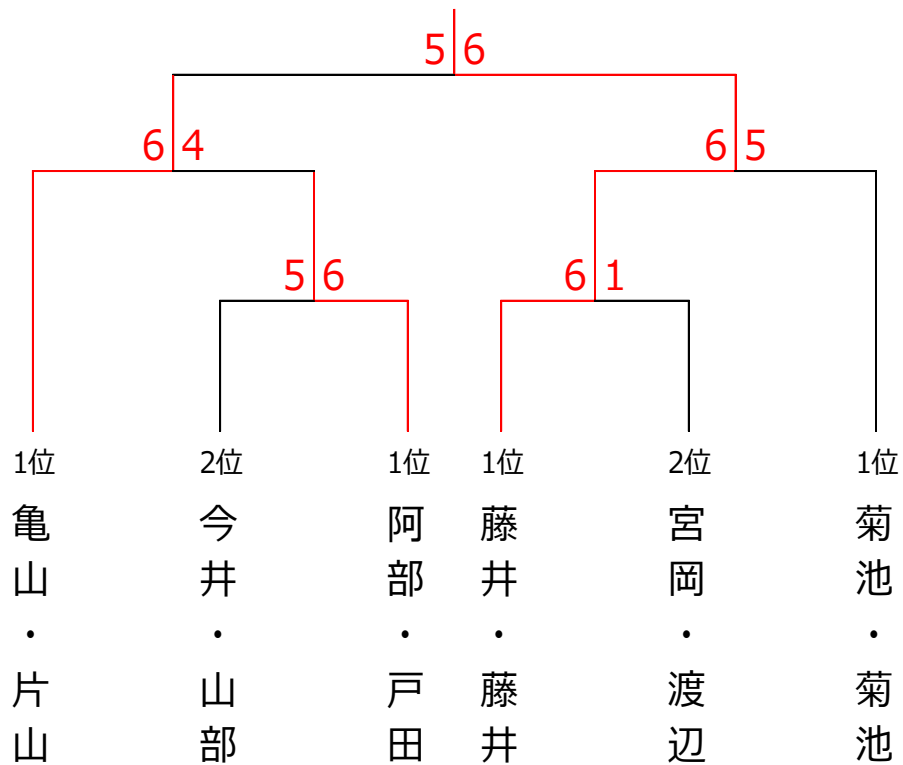 5 6
6 4
6 5
5 6
6 1
1位 2位 1位 1位 2位 1位
亀山・片山
今井・山部
阿部・戸田
藤井・藤井
宮岡・渡辺
菊池・菊池